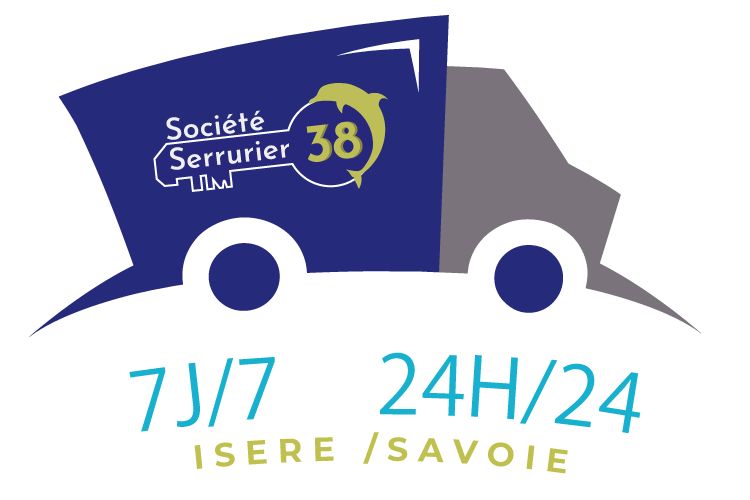 Société
Serrurier 38
7J/7 24H/24
ISERE /SAVOIE